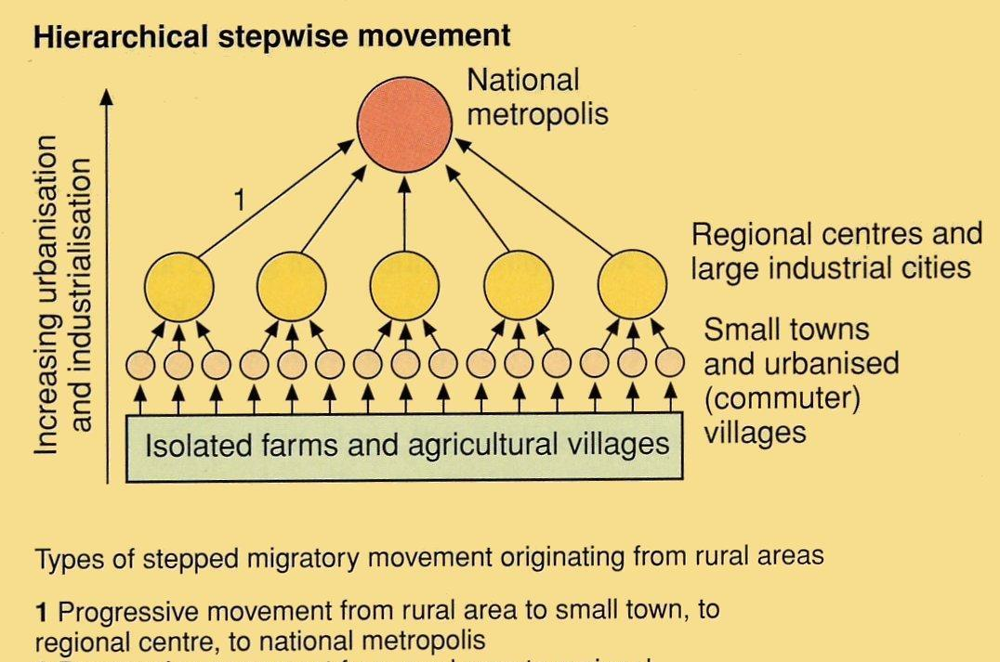 Hierarchical stepwise movement
National
metropolis
Increasing urbanisation
and industrialisation
1
Regional centres and
large industrial cities
Small towns
and urbanised
(commuter)
villages
Isolated farms and agricultural villages
Types of stepped migratory movement originating from rural areas
1 Progressive movement from rural area to small town, to
regional centre, to national metropolis